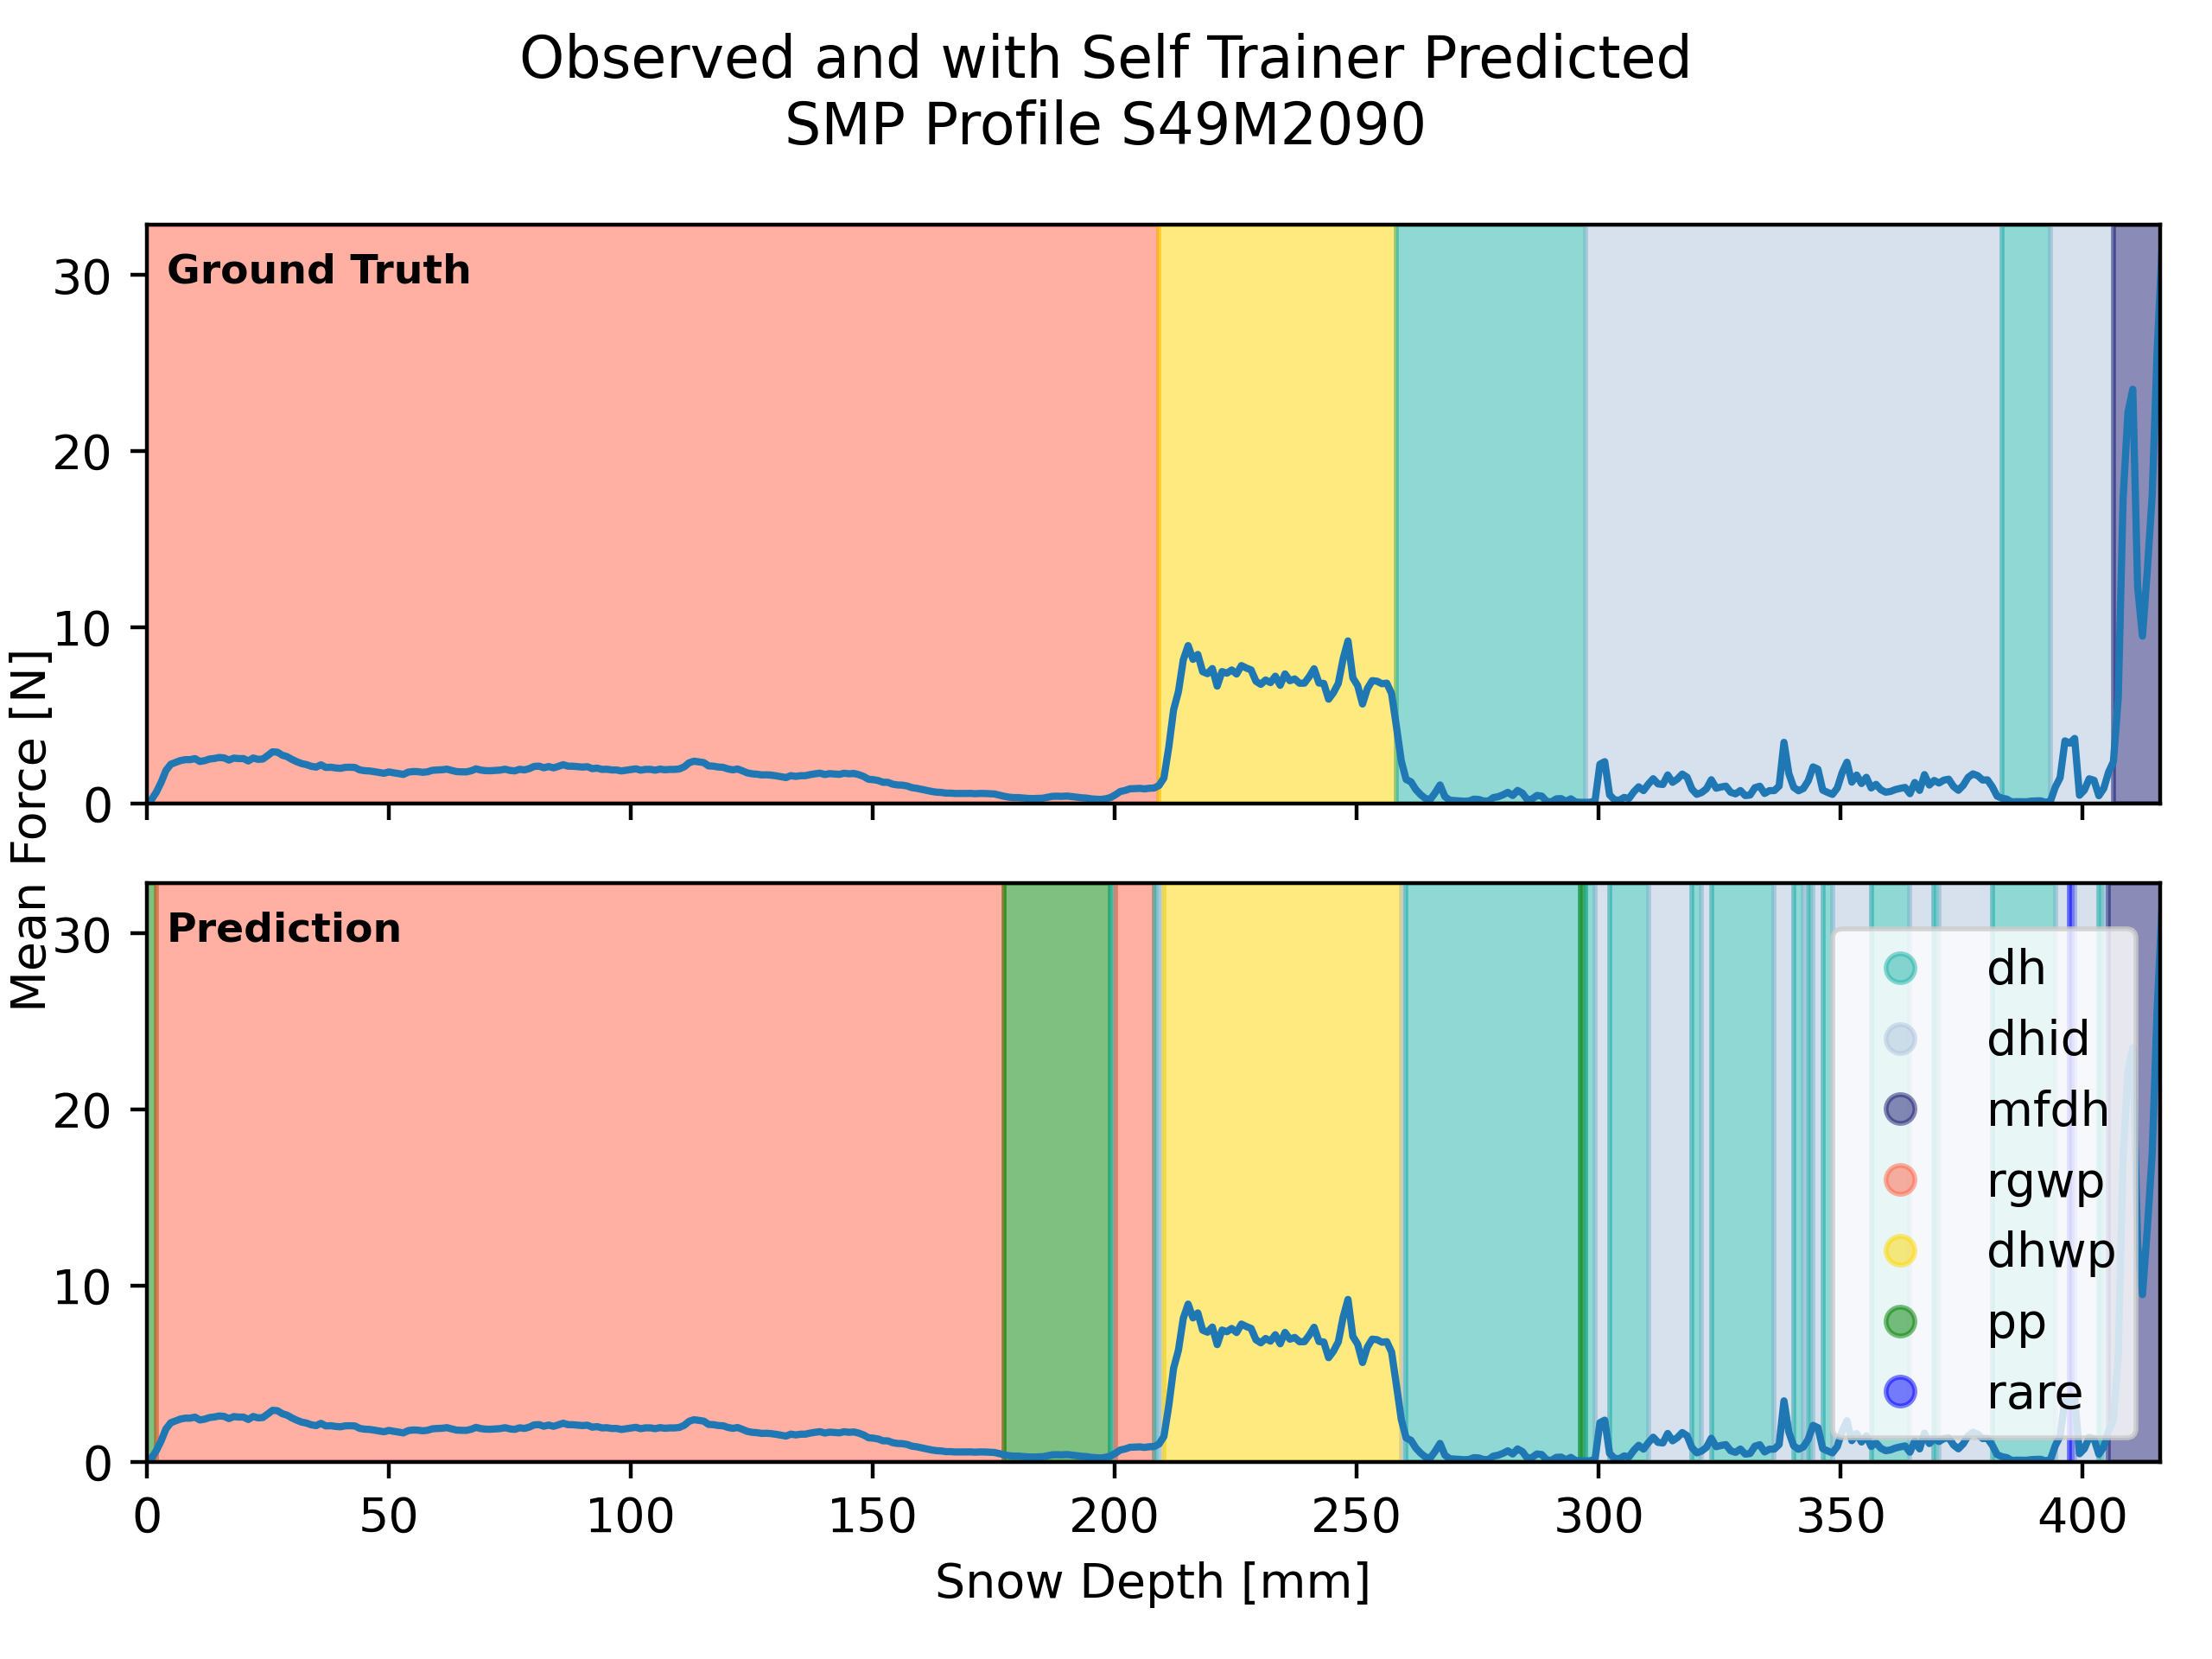 Observed and with Self Trainer Predicted
SMP Profile S49M2090
Mean Force [N]
Ground Truth
30
20
10
0
Prediction
30
20
10
0
dh
dhid
mfdh
rgwp
dhwp
pp
rare
0 50 100 150 200 250 300 350 400
Snow Depth [mm]